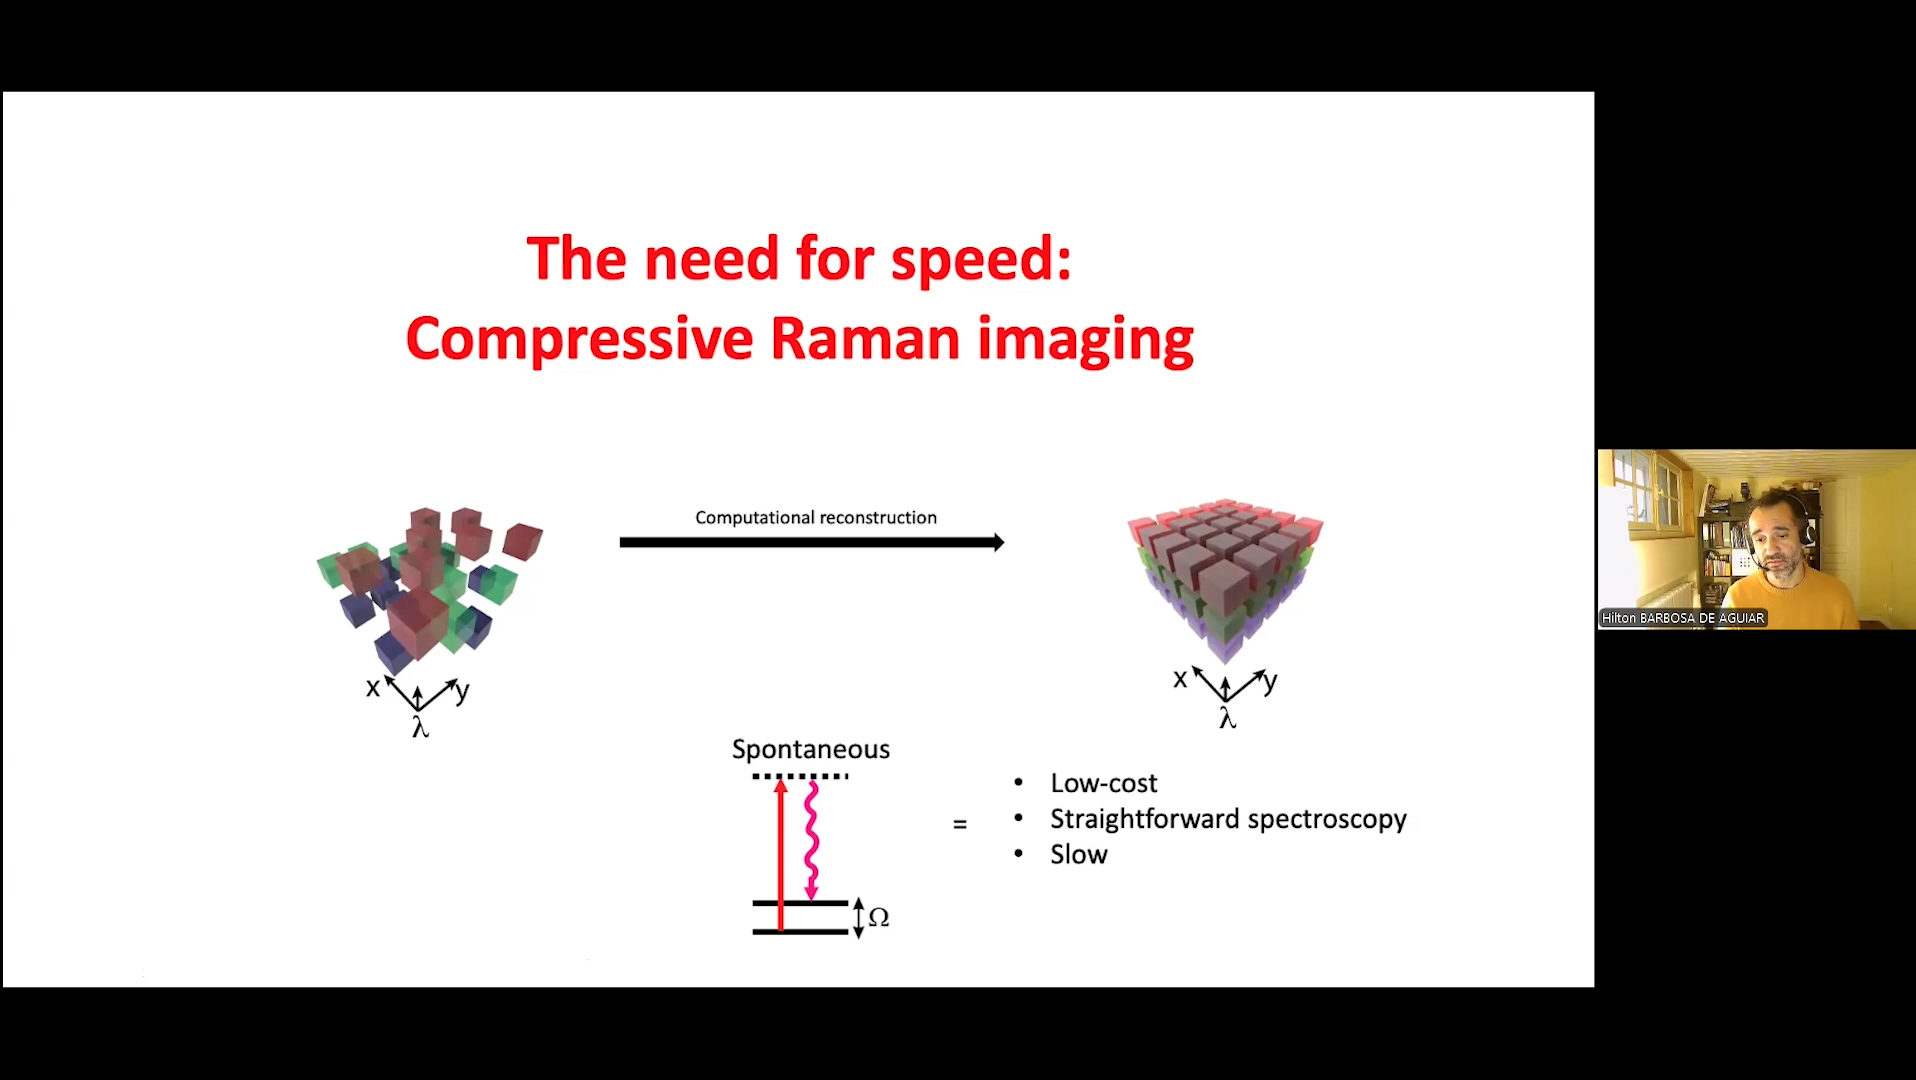 The need for speed:
Compressive Raman imaging
Computational reconstruction
x
y
λ
x
y
λ
Spontaneous
Ω
=
• Low-cost
• Straightforward spectroscopy
• Slow
Hilton BARBOSA DE AGUIAR